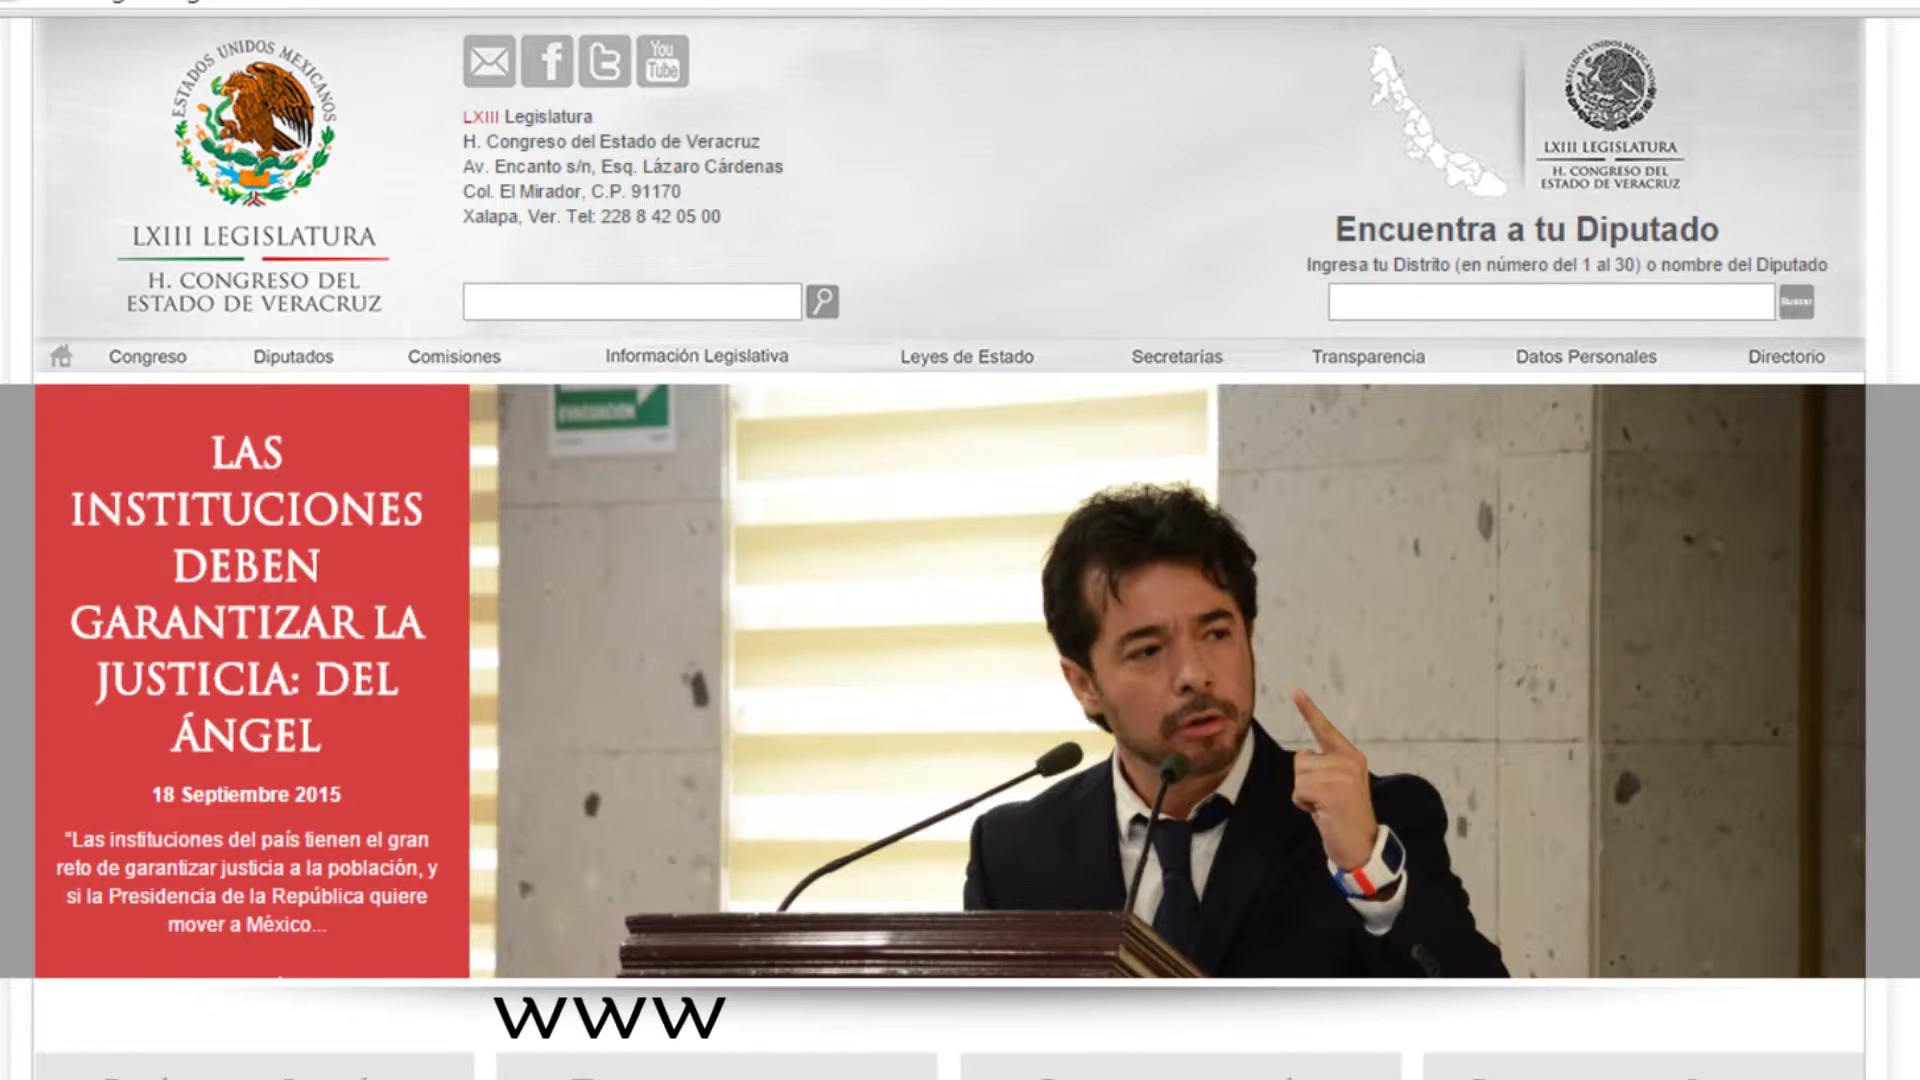 ESTADOS UNIDOS MEXICANOS
LXIII LEGISLATURA
H. CONGRESO DEL
ESTADO DE VERACRUZ
You
Tube
LXIII Legislatura
H. Congreso del Estado de Veracruz
Av. Encanto s/n, Esq. Lázaro Cárdenas
Col. El Mirador, C.P. 91170
Xalapa, Ver. Tel: 228 8 42 05 00
ESTADOS UNIDOS MEXICANOS
LXIII LEGISLATURA
H. CONGRESO DEL
ESTADO DE VERACRUZ
Encuentra a tu Diputado
Ingresa tu Distrito (en número del 1 al 30) o nombre del Diputado
Buscar
Congreso Diputados Comisiones Información Legislativa Leyes de Estado Secretarías Transparencia Datos Personales Directorio
LAS
INSTITUCIONES
DEBEN
GARANTIZAR LA
JUSTICIA: DEL
ÁNGEL
18 Septiembre 2015
"Las instituciones del país tienen el gran
reto de garantizar justicia a la población, y
si la Presidencia de la República quiere
mover a México...
EVACUACIÓN
www